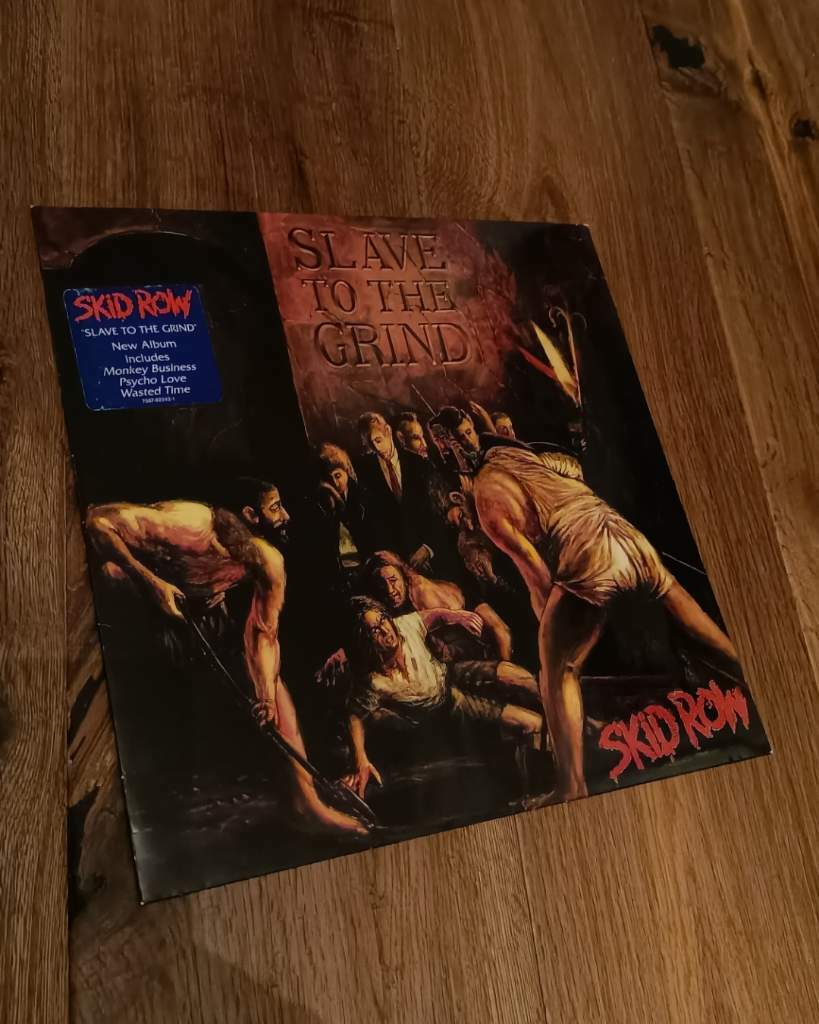 SLAVE
TO THE
GRIND
SKID ROW
'SLAVE TO THE GRIND'
New Album
includes
Monkey Business
Psycho Love
Wasted Time
SKID ROW